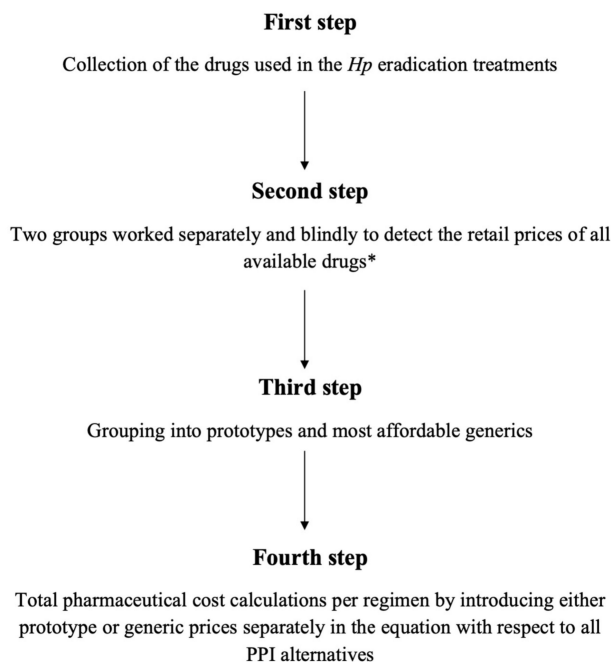 First step
Collection of the drugs used in the Hp eradication treatments
Second step
Two groups worked separately and blindly to detect the retail prices of all
available drugs*
Third step
Grouping into prototypes and most affordable generics
Fourth step
Total pharmaceutical cost calculations per regimen by introducing either
prototype or generic prices separately in the equation with respect to all
PPI alternatives